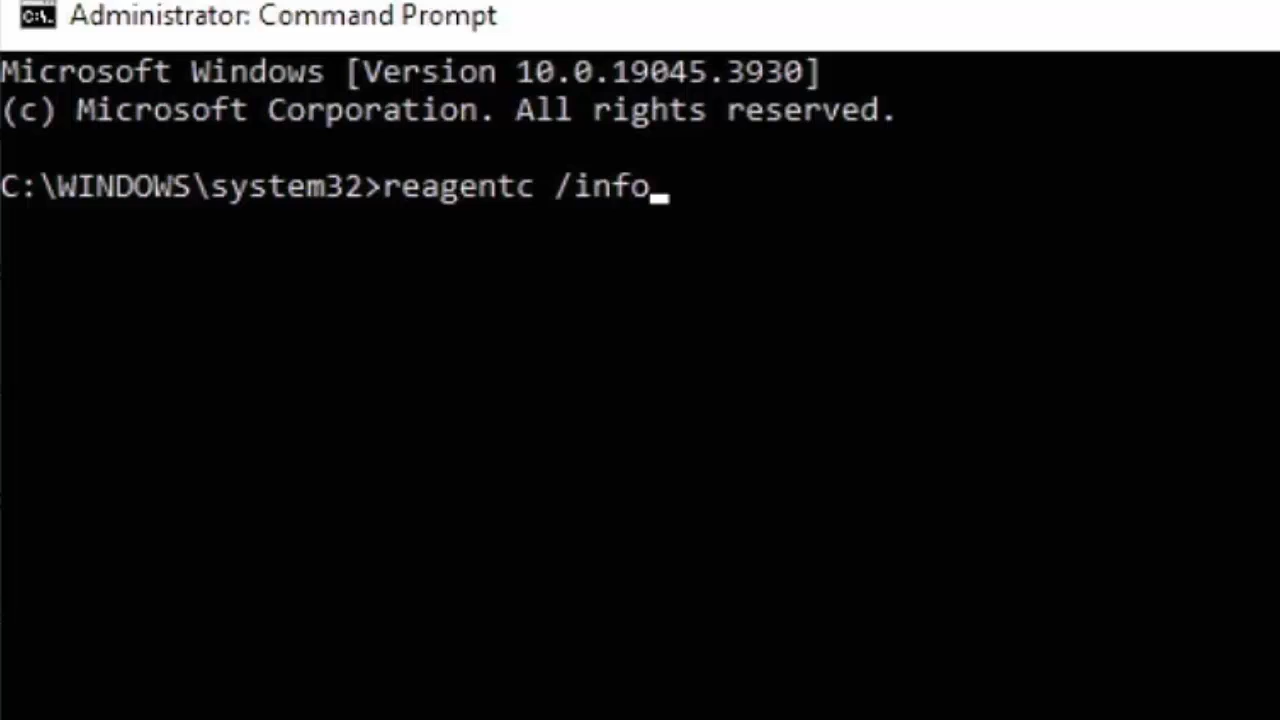 Administrator: Command Prompt
Microsoft Windows [Version 10.0.19045.3930]
(c) Microsoft Corporation. All rights reserved.
C:\WINDOWS\system32>reagentc /info